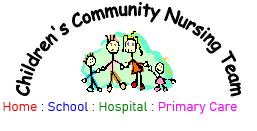 Children's Community Nursing Team
Home : School : Hospital : Primary Care